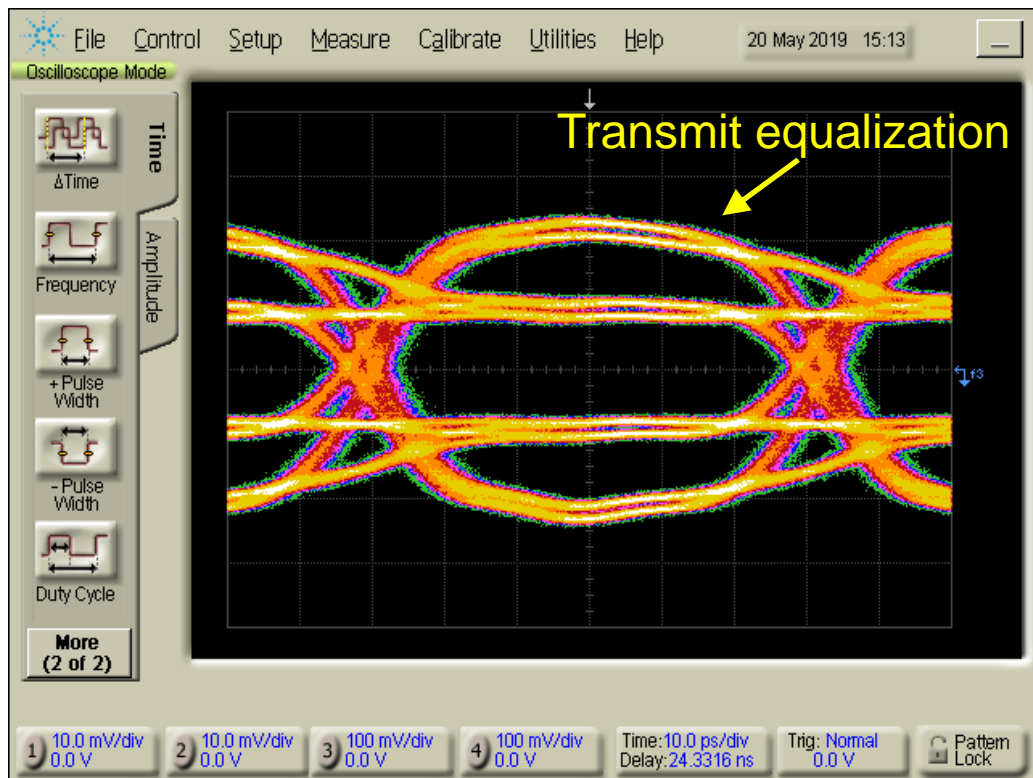 File Control Setup Measure Calibrate Utilities Help 20 May 2019 15:13
Oscilloscope Mode
Time
Amplitude
ΔTime
Frequency
+ Pulse
Width
- Pulse
Width
Duty Cycle
More
(2 of 2)
Transmit equalization
f3
1 10.0 mV/div
0.0 V
2 10.0 mV/div
0.0 V
3 100 mV/div
0.0 V
4 100 mV/div
0.0 V
Time:10.0 ps/div
Delay:24.3316 ns
Trig: Normal
0.0 V
Pattern
Lock